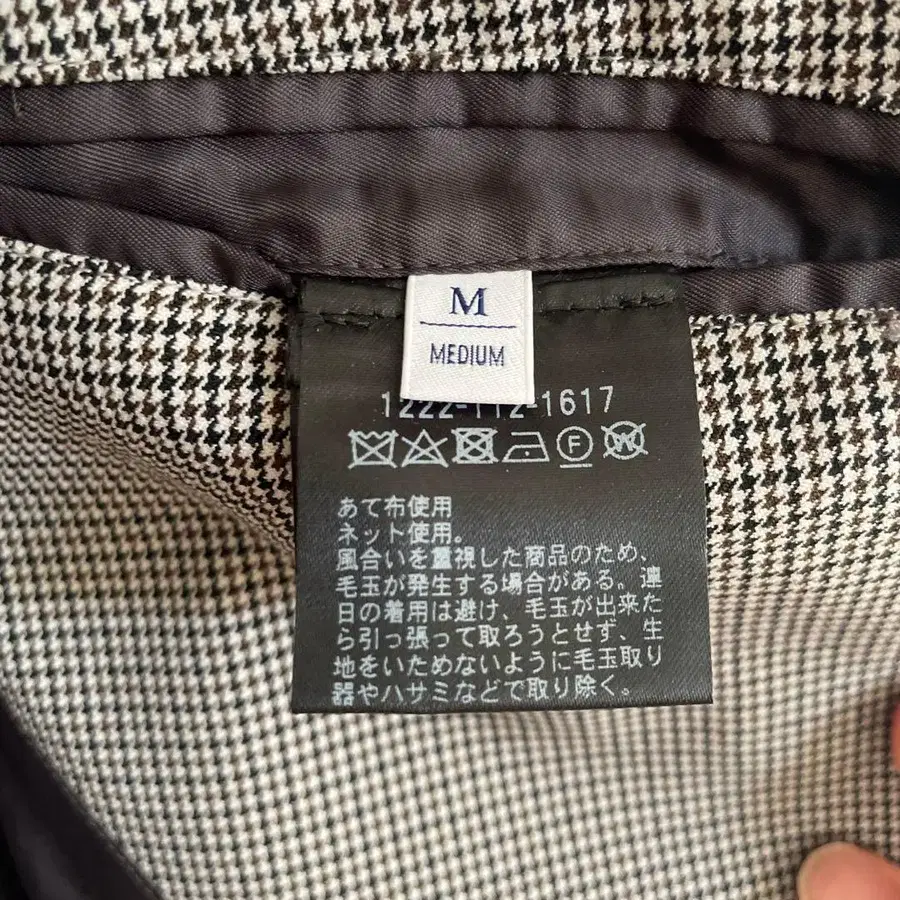 M
MEDIUM
1222-112-1617
F
W
あて布使用
ネット使用。
風合いを重視した商品のため、
毛玉が発生する場合がある。連
日の着用は避け、毛玉が出来た
ら引っ張って取ろうとせず、生
地をいためないように毛玉取り
器やハサミなどで取り除く。